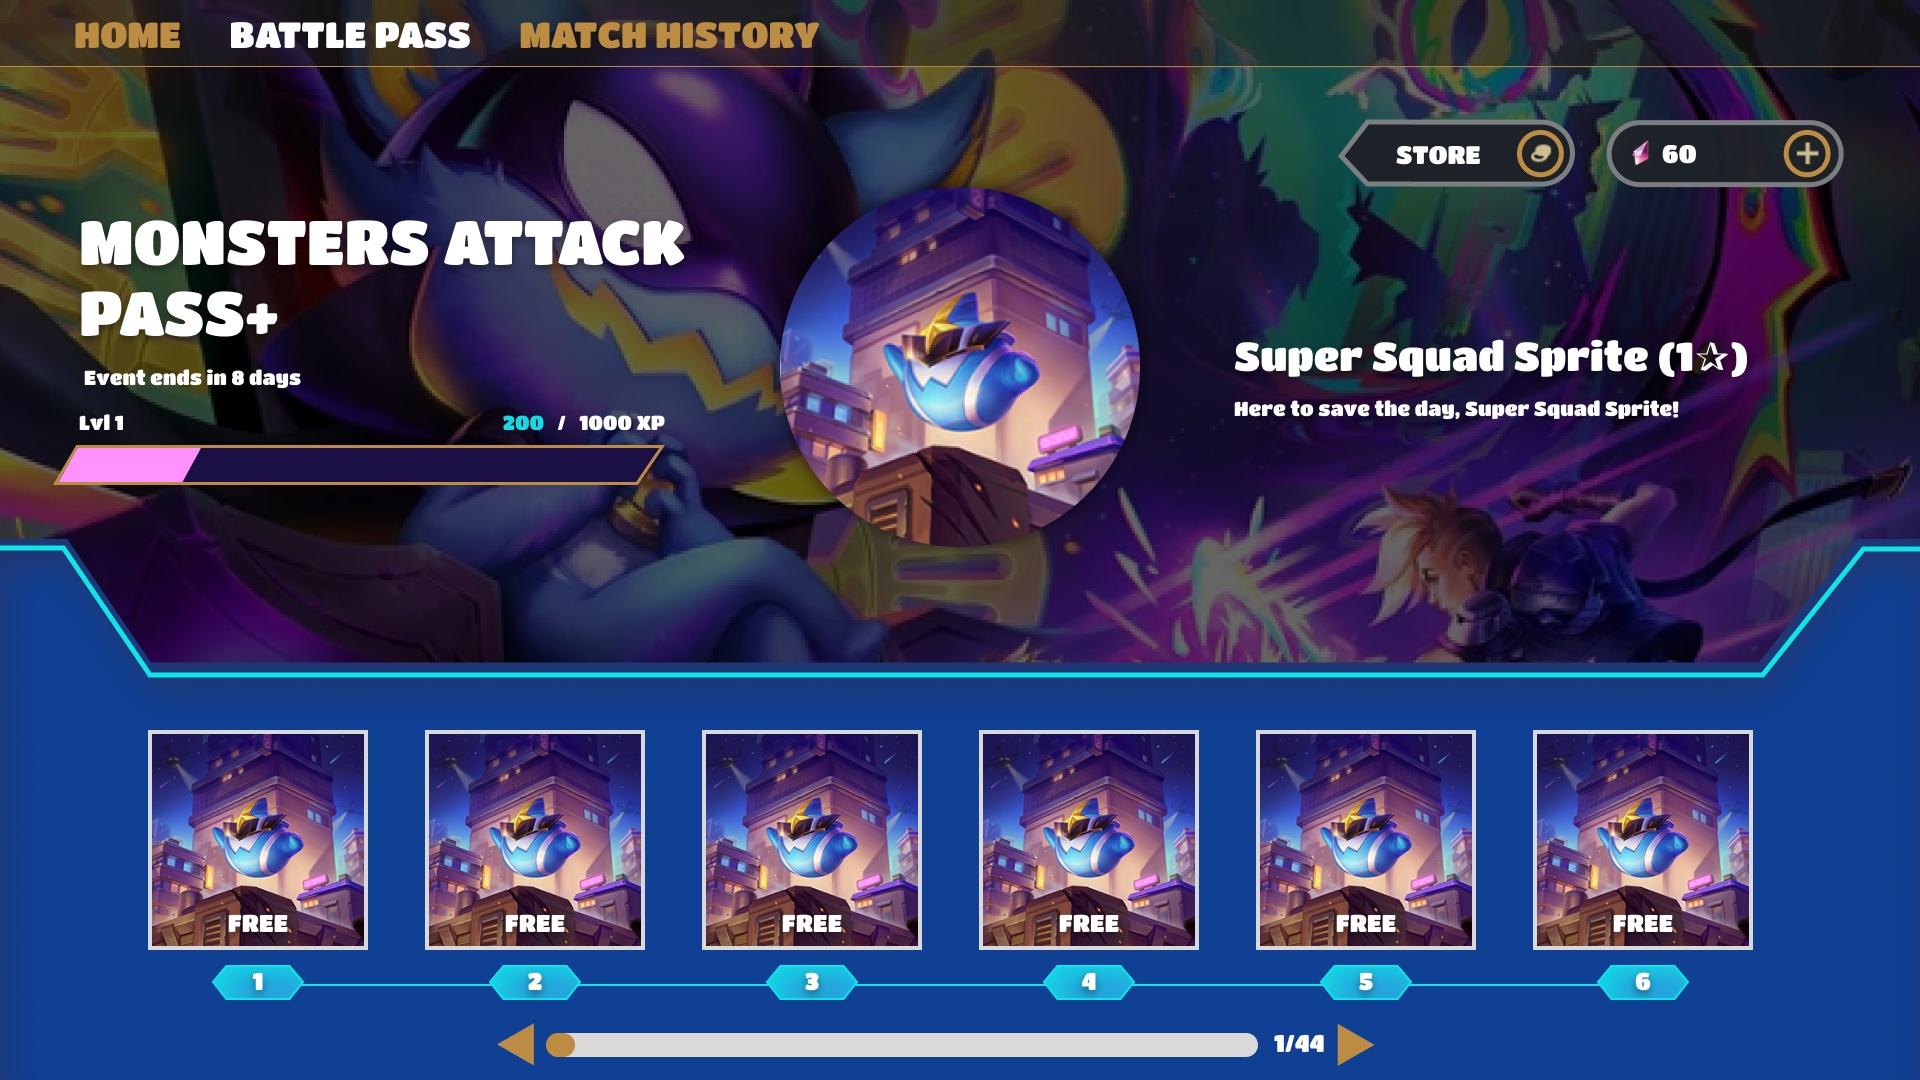 HOME BATTLE PASS MATCH HISTORY
STORE 60
MONSTERS ATTACK
PASS+
Event ends in 8 days
Lvl 1 200 / 1000 XP
Super Squad Sprite (1☆)
Here to save the day, Super Squad Sprite!
FREE FREE FREE FREE FREE FREE
1 2 3 4 5 6
1/44